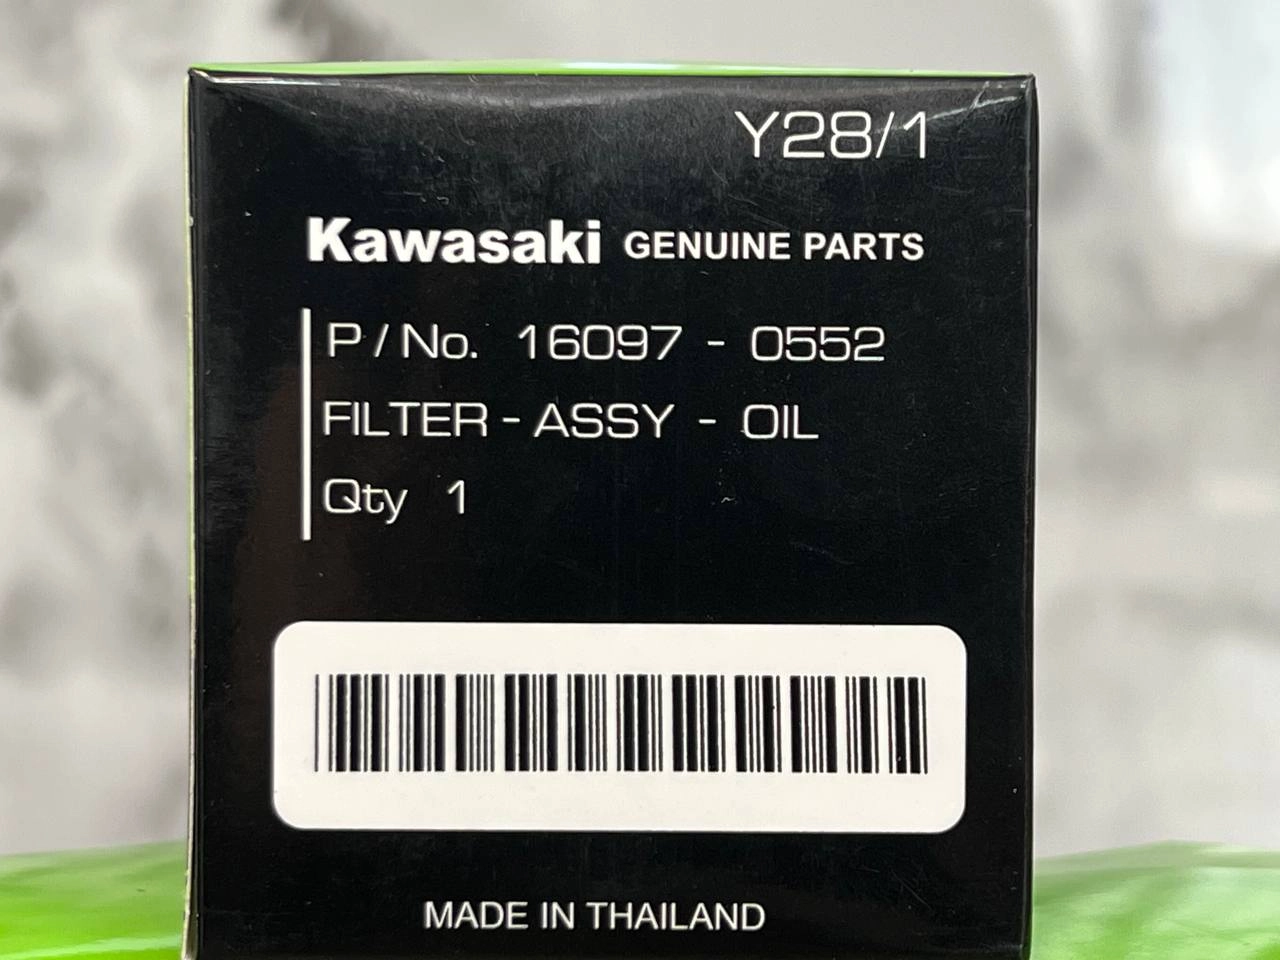 Y28/1
Kawasaki GENUINE PARTS
P/No. 16097 - 0552
FILTER - ASSY - OIL
Qty 1
MADE IN THAILAND